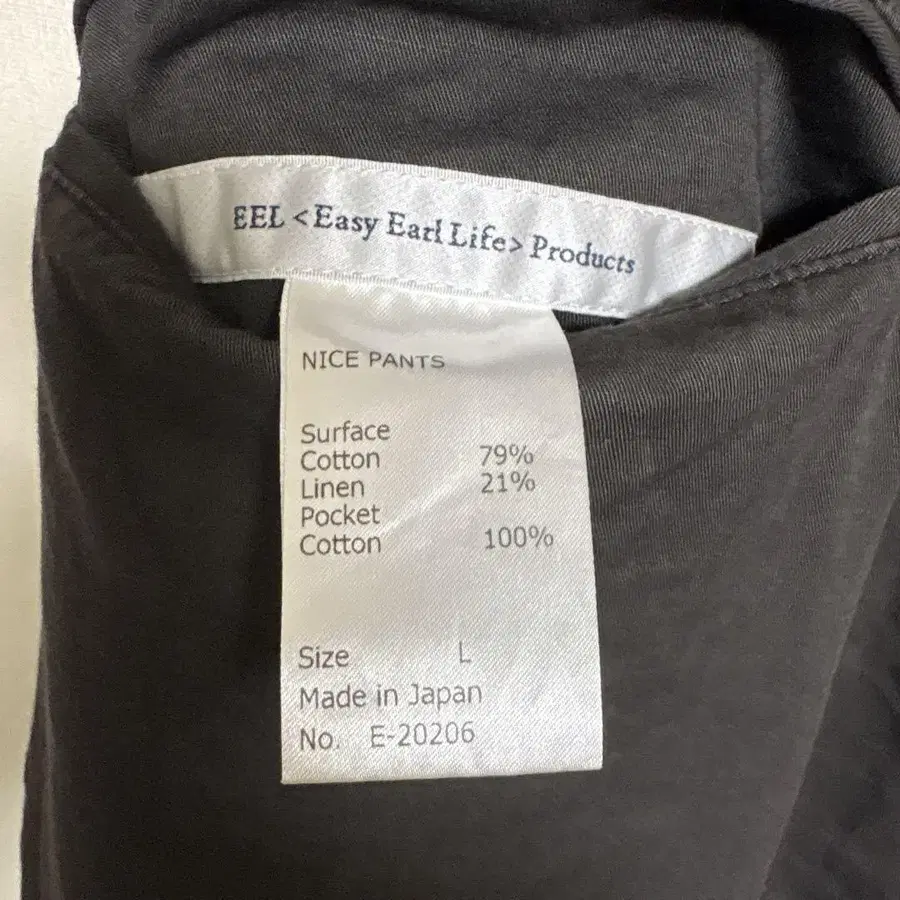 EEL <Easy Earl Life> Products
NICE PANTS
Surface
Cotton 79%
Linen 21%
Pocket
Cotton 100%
Size L
Made in Japan
No. E-20206